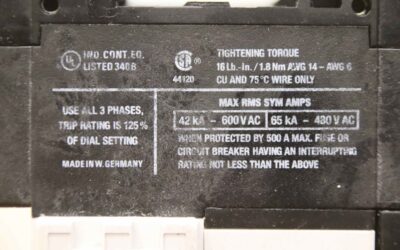 UL
IND. CONT. EQ.
LISTED 340B
USE ALL 3 PHASES,
TRIP RATING IS 125%
OF DIAL SETTING
MADE IN W. GERMANY
44120
TIGHTENING TORQUE
16 Lb.-In./1.8 Nm AWG 14 – AWG 6
CU AND 75°C WIRE ONLY
MAX RMS SYM AMPS
42 kA – 600 V AC 65 kA – 480 V AC
WHEN PROTECTED BY 500 A MAX. FUSE OR
CIRCUIT BREAKER HAVING AN INTERRUPTING
RATING NOT LESS THAN THE ABOVE